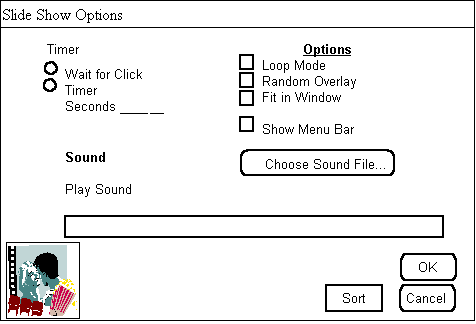 Slide Show Options
Timer
Wait for Click
Timer
Seconds ______
Options
Loop Mode
Random Overlay
Fit in Window
Show Menu Bar
Sound
Choose Sound File...
Play Sound
OK
Sort
Cancel